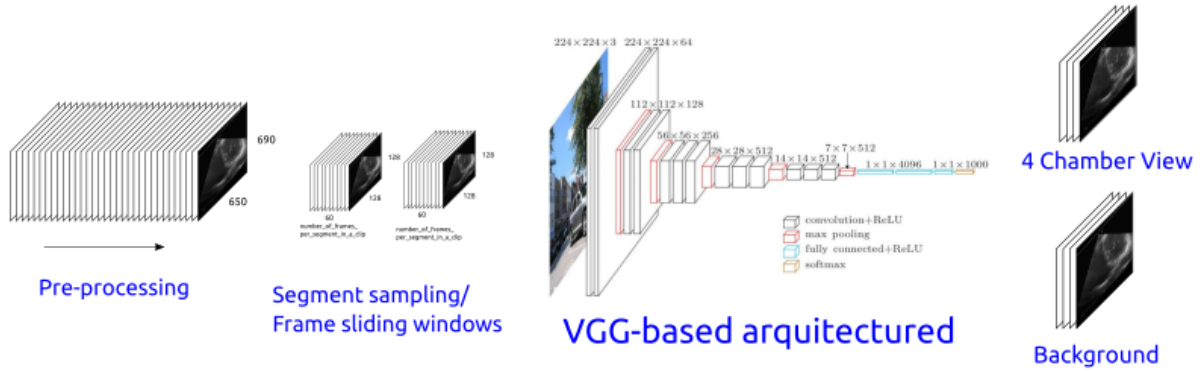 690
650
Pre-processing
128
128
60
number_of_frames_
per_segment_in_a_clip
128
128
60
number_of_frames_
per_segment_in_a_clip
Segment sampling/
Frame sliding windows
224×224×3
224×224×64
112×112×128
56×56×256
28×28×512
14×14×512
7×7×512
1×1×4096
1×1×1000
convolution+ReLU
max pooling
fully connected+ReLU
softmax
VGG-based arquitectured
4 Chamber View
Background